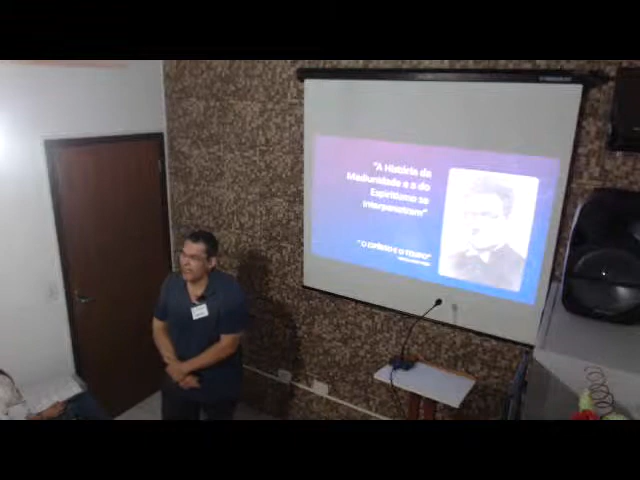 "A História da
Mediunidade e a do
Espiritismo se
Interpenetram"
" O ESPÍRITO E O TEMPO"